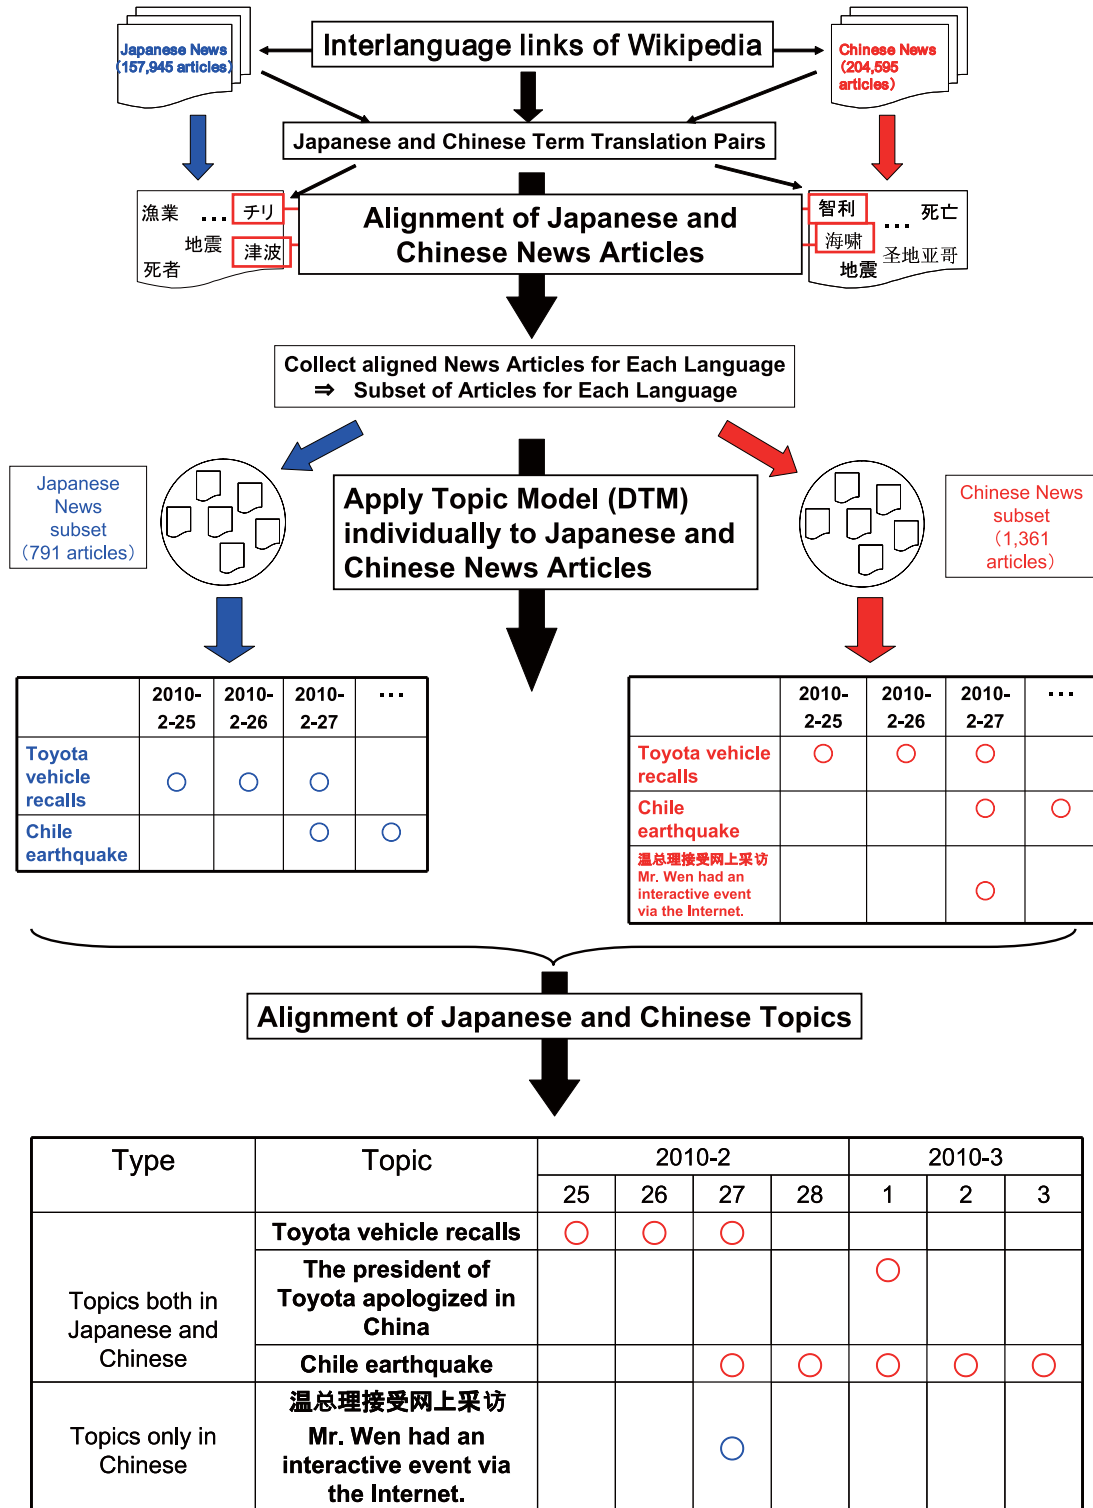 Interlanguage links of Wikipedia
Japanese News
(157,945 articles)
Chinese News
(204,595
articles)
Japanese and Chinese Term Translation Pairs
漁業 … チリ
地震
津波
死者
Alignment of Japanese and
Chinese News Articles
智利 … 死亡
海啸
圣地亚哥
地震
Collect aligned News Articles for Each Language
⇒ Subset of Articles for Each Language
Japanese
News
subset
(791 articles)
Apply Topic Model (DTM)
individually to Japanese and
Chinese News Articles
Chinese News
subset
(1,361
articles)
2010- 2010- 2010- …
2-25 2-26 2-27
Toyota
vehicle
recalls
○ ○ ○
Chile
earthquake
○ ○
2010- 2010- 2010- …
2-25 2-26 2-27
Toyota vehicle
recalls
○ ○ ○
Chile
earthquake
○ ○
温总理接受网上采访
Mr. Wen had an
interactive event
via the Internet.
○
Alignment of Japanese and Chinese Topics
Type Topic 2010-2 2010-3
25 26 27 28 1 2 3
Topics both in
Japanese and
Chinese
Toyota vehicle recalls ○ ○ ○
The president of
Toyota apologized in
China
○
Chile earthquake ○ ○ ○ ○ ○
Topics only in
Chinese
温总理接受网上采访
Mr. Wen had an
interactive event via
the Internet.
○